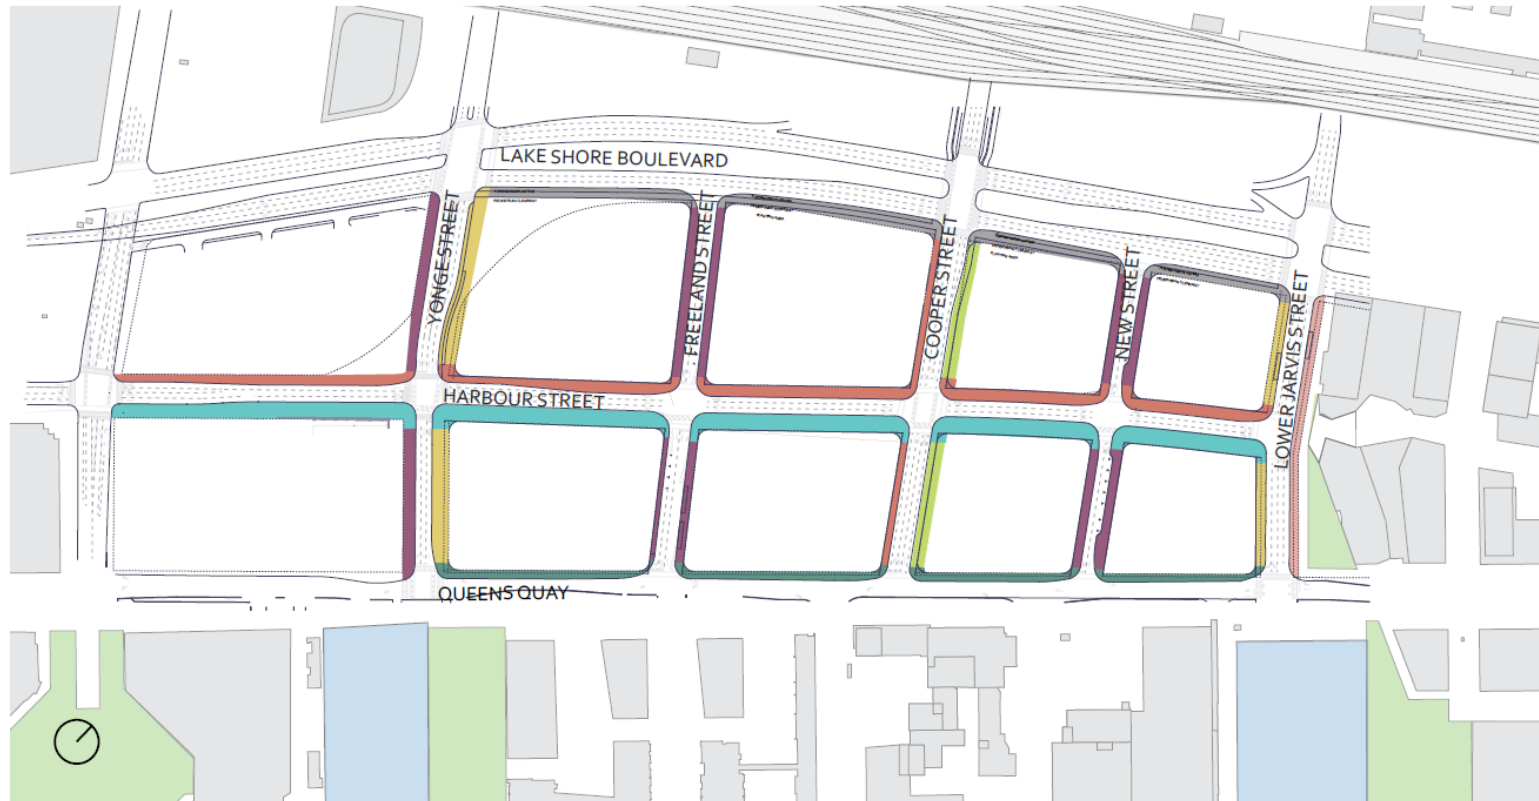 LAKE SHORE BOULEVARD
YONGE STREET
FREELAND STREET
COOPER STREET
NEW STREET
LOWER JARVIS STREET
HARBOUR STREET
QUEENS QUAY